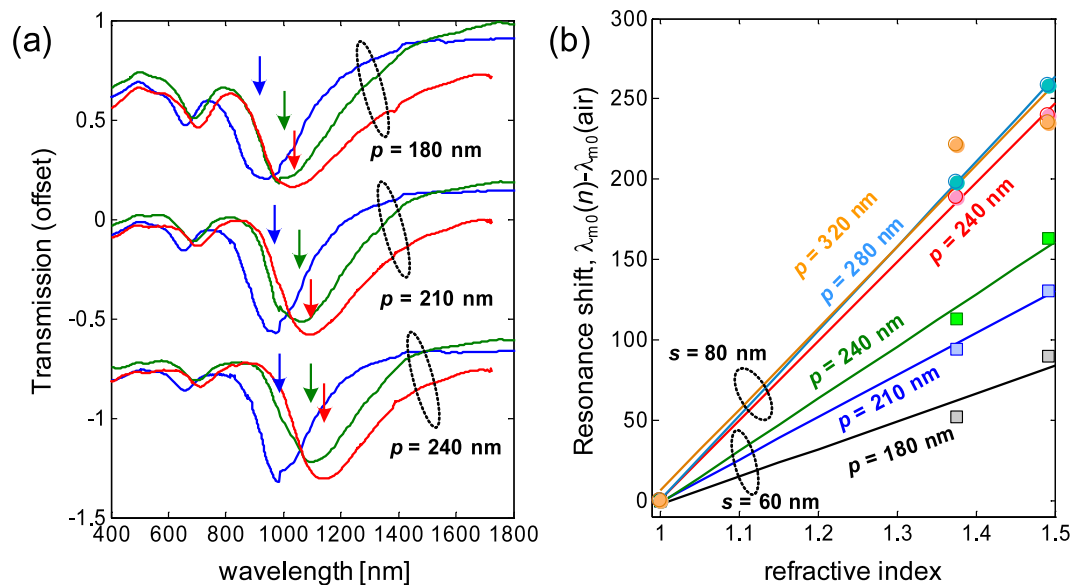 (a)
Transmission (offset)
1
0.5
0
-0.5
-1
-1.5
400 600 800 1000 1200 1400 1600 1800
wavelength [nm]
p = 180 nm
p = 210 nm
p = 240 nm
(b)
Resonance shift, λm0(n)-λm0(air)
300
250
200
150
100
50
0
1 1.1 1.2 1.3 1.4 1.5
refractive index
p = 320 nm
p = 280 nm
p = 240 nm
s = 80 nm
p = 240 nm
p = 210 nm
p = 180 nm
s = 60 nm